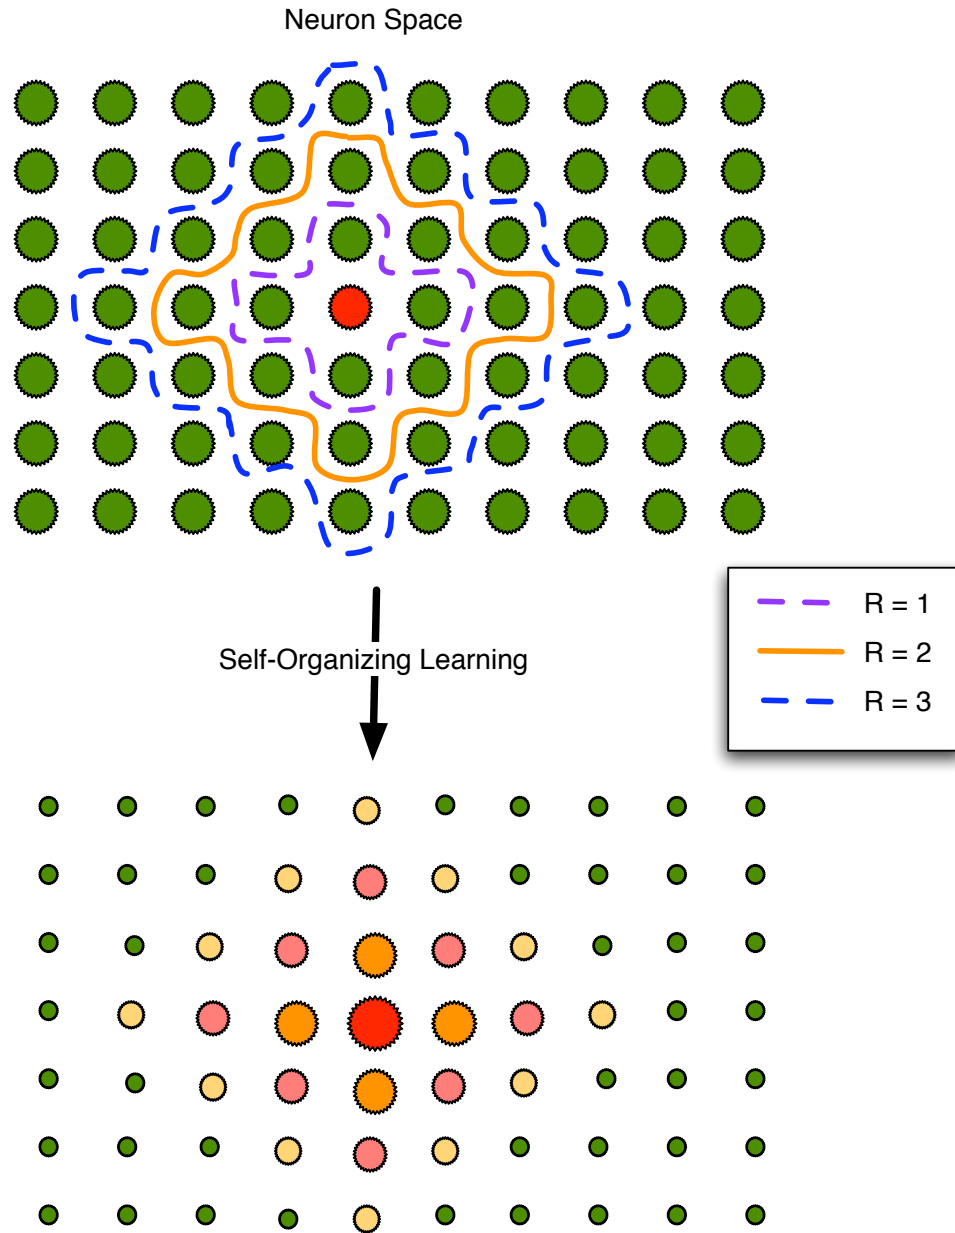 Neuron Space
R = 1
R = 2
R = 3
Self-Organizing Learning